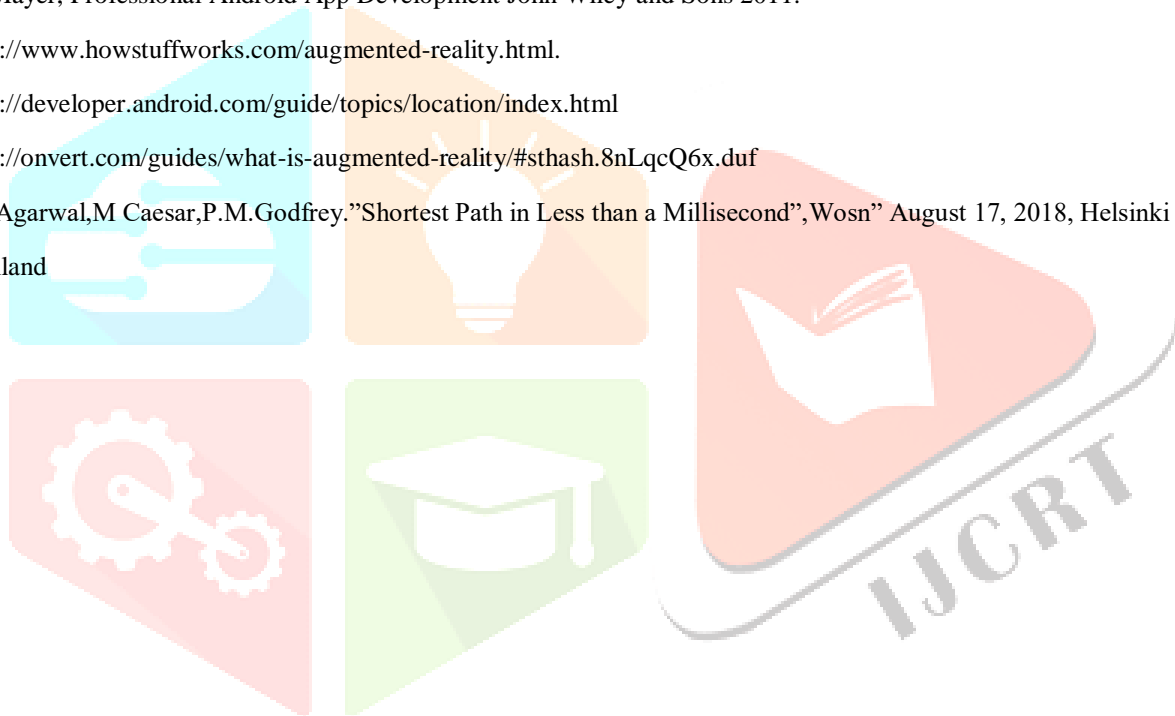 Mayer, Professional Android App Development John Wiley and Sons 2011.
://www.howstuffworks.com/augmented-reality.html.
://developer.android.com/guide/topics/location/index.html
://onvert.com/guides/what-is-augmented-reality/#sthash.8nLqcQ6x.duf
Agarwal,M Caesar,P.M.Godfrey.”Shortest Path in Less than a Millisecond”,Wosn” August 17, 2018, Helsinki
land
IJCRT